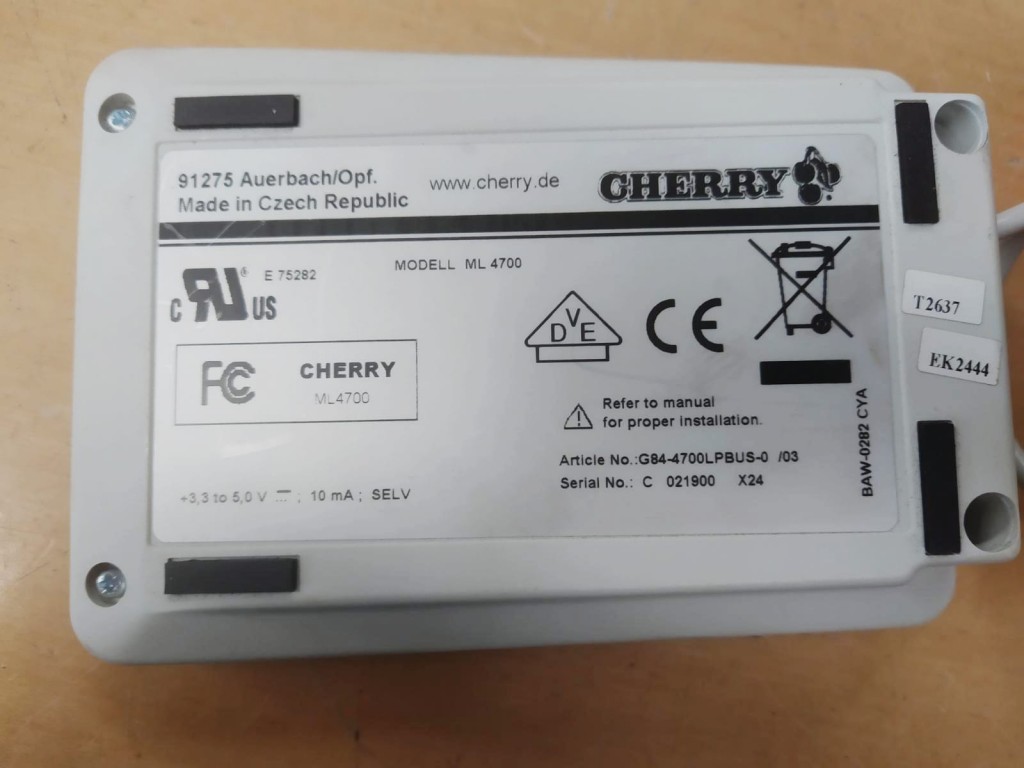 91275 Auerbach/Opf.
Made in Czech Republic
www.cherry.de
CHERRY
C RU US ® E 75282
MODELL ML 4700
FC CHERRY
ML4700
DVE
CE
Refer to manual
for proper installation.
+3,3 to 5,0 V ⎓ ; 10 mA ; SELV
Article No.:G84-4700LPBUS-0 /03
Serial No.: C 021900 X24
BAW-0282 CYA
T2637
EK2444